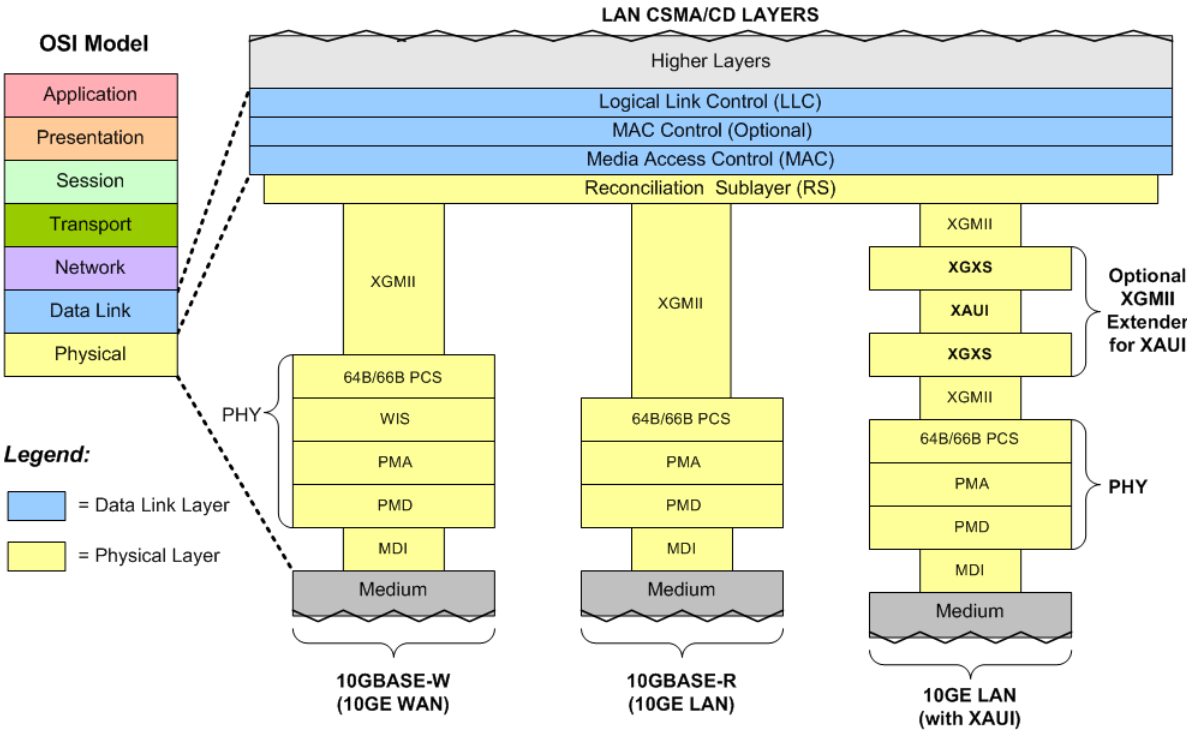 LAN CSMA/CD LAYERS
OSI Model
Application
Presentation
Session
Transport
Network
Data Link
Physical
Legend:
= Data Link Layer
= Physical Layer
Higher Layers
Logical Link Control (LLC)
MAC Control (Optional)
Media Access Control (MAC)
Reconciliation Sublayer (RS)
XGMII
PHY
64B/66B PCS
WIS
PMA
PMD
MDI
Medium
10GBASE-W
(10GE WAN)
XGMII
64B/66B PCS
PMA
PMD
MDI
Medium
10GBASE-R
(10GE LAN)
XGMII
XGXS
XAUI
XGXS
Optional
XGMII
Extender
for XAUI
XGMII
64B/66B PCS
PMA
PMD
PHY
MDI
Medium
10GE LAN
(with XAUI)